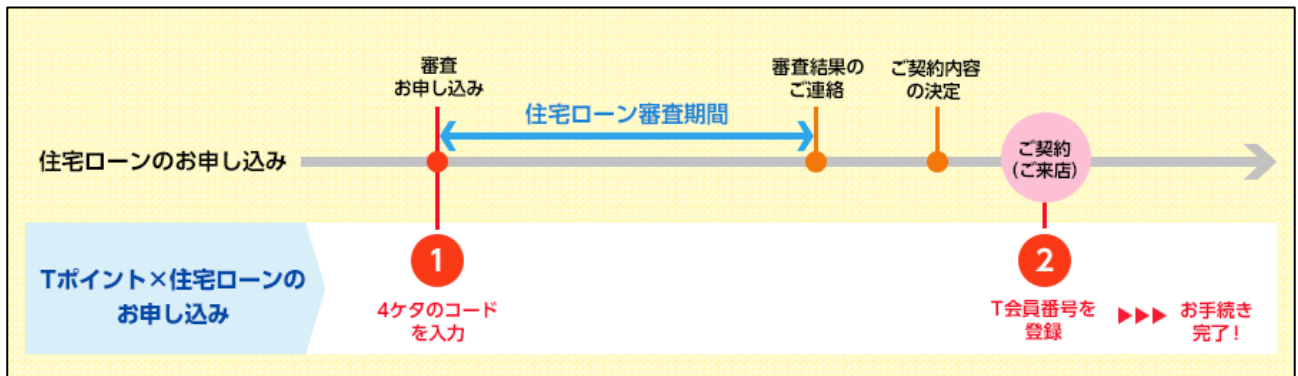 審査
お申し込み
審査結果の
ご連絡
ご契約内容
の決定
住宅ローン審査期間
住宅ローンのお申し込み
ご契約
(ご来店)
Tポイント×住宅ローンの
お申し込み
1
4ケタのコード
を入力
2
T会員番号を
登録
▶▶▶
お手続き
完了!